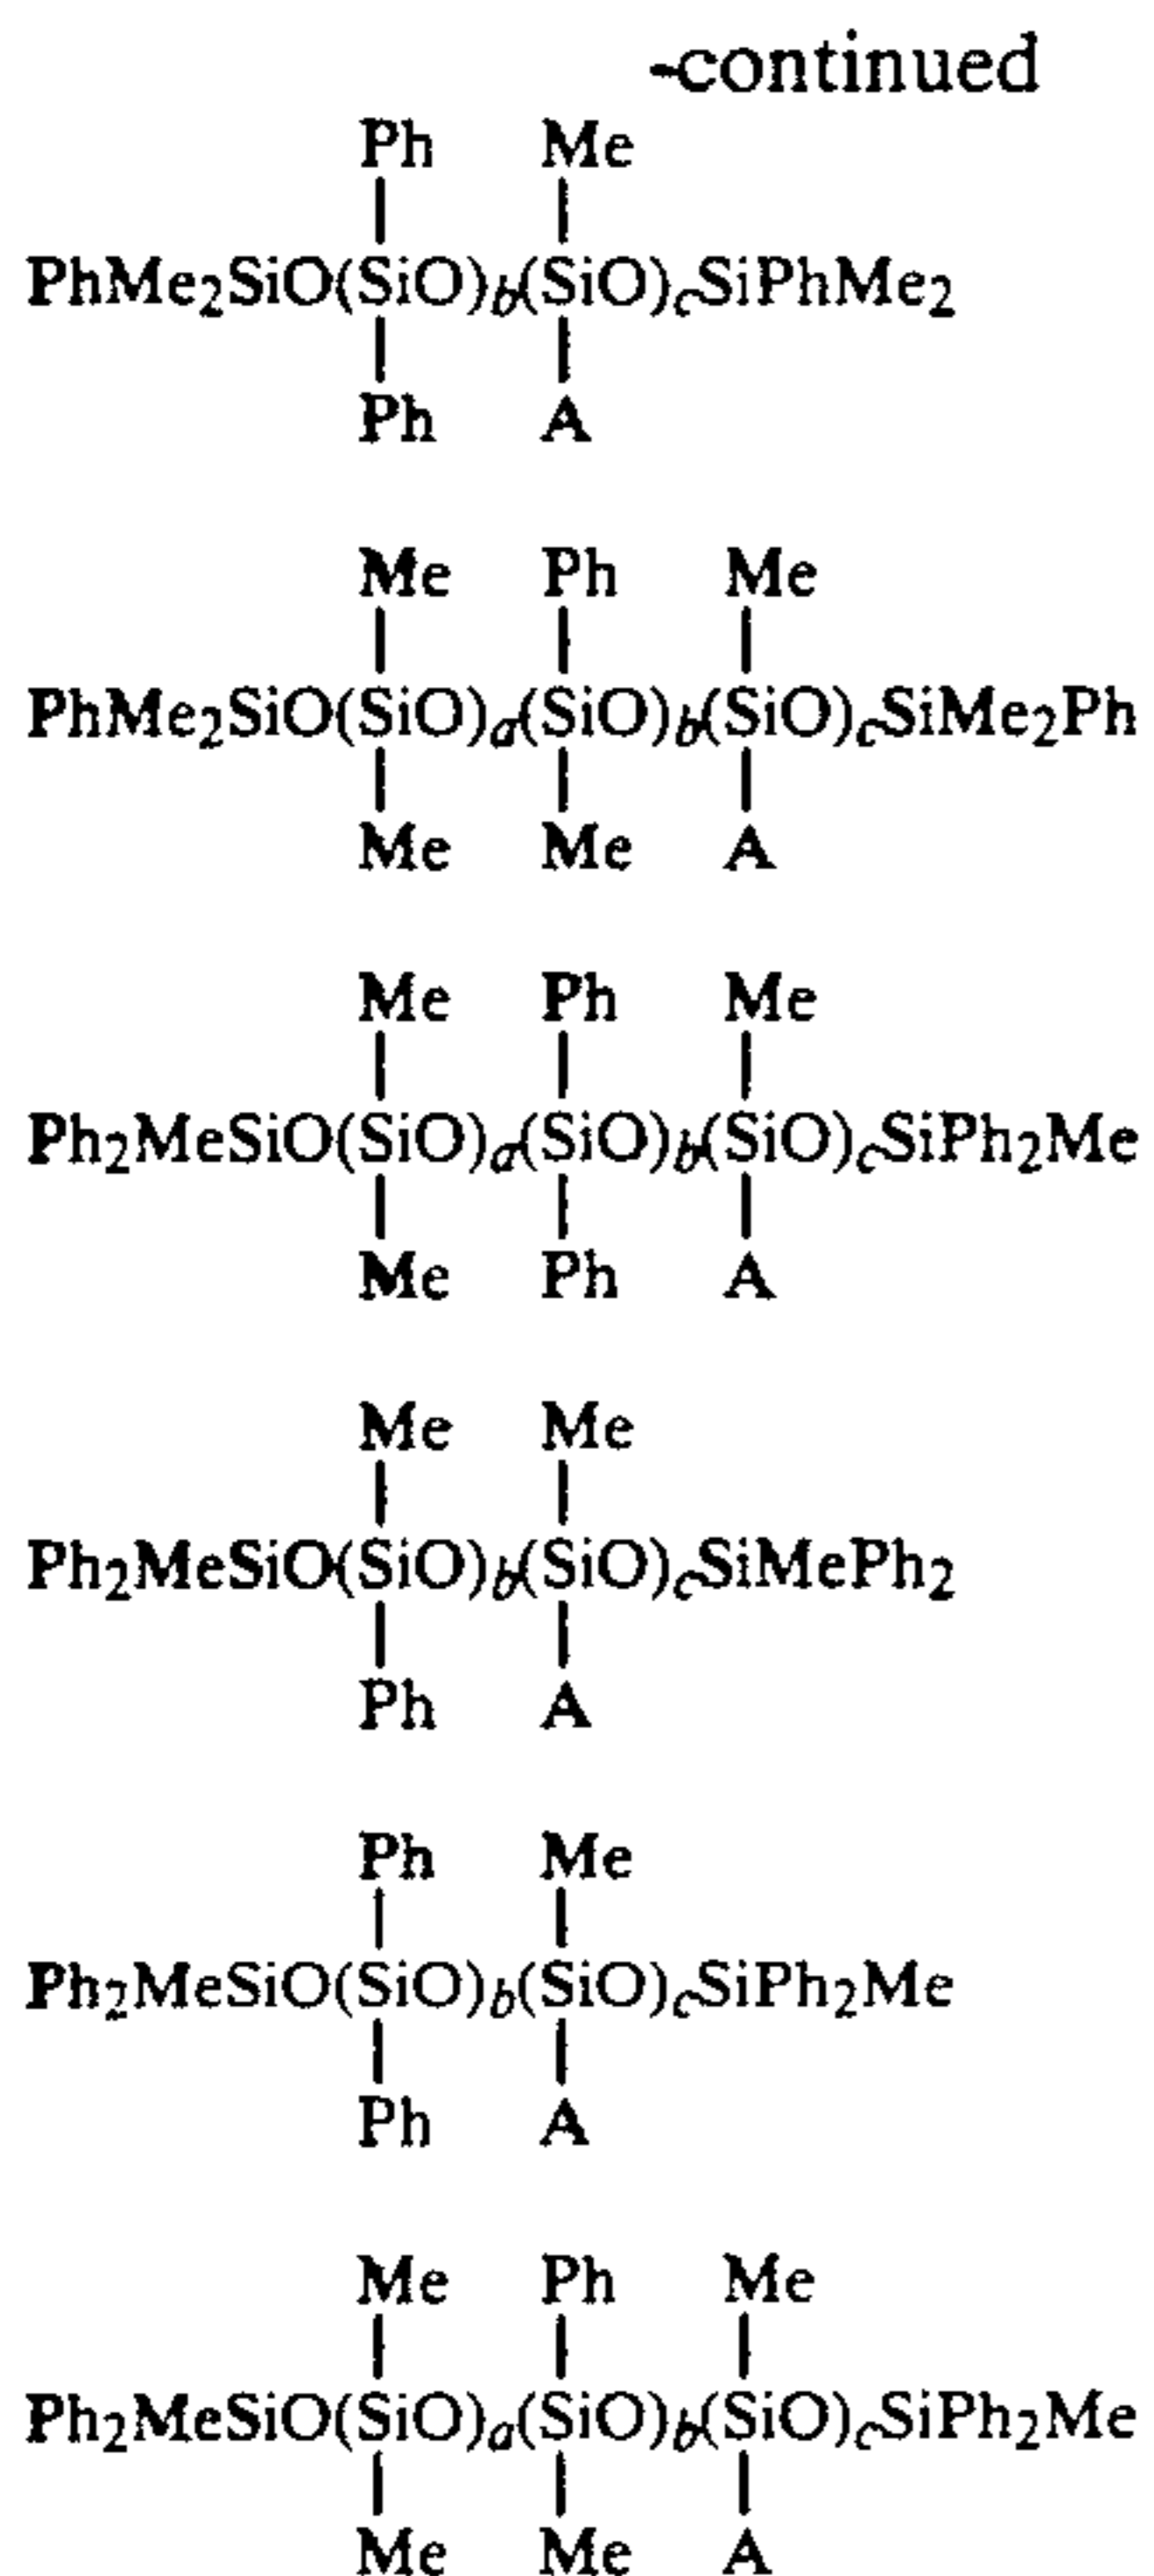 -continued
Ph Me
PhMe2SiO(SiO)b(SiO)cSiPhMe2
Ph A
Me Ph Me
PhMe2SiO(SiO)a(SiO)b(SiO)cSiMe2Ph
Me Me A
Me Ph Me
Ph2MeSiO(SiO)a(SiO)b(SiO)cSiPh2Me
Me Ph A
Me Me
Ph2MeSiO(SiO)b(SiO)cSiMePh2
Ph A
Ph Me
Ph2MeSiO(SiO)b(SiO)cSiPh2Me
Ph A
Me Ph Me
Ph2MeSiO(SiO)a(SiO)b(SiO)cSiPh2Me
Me Me A